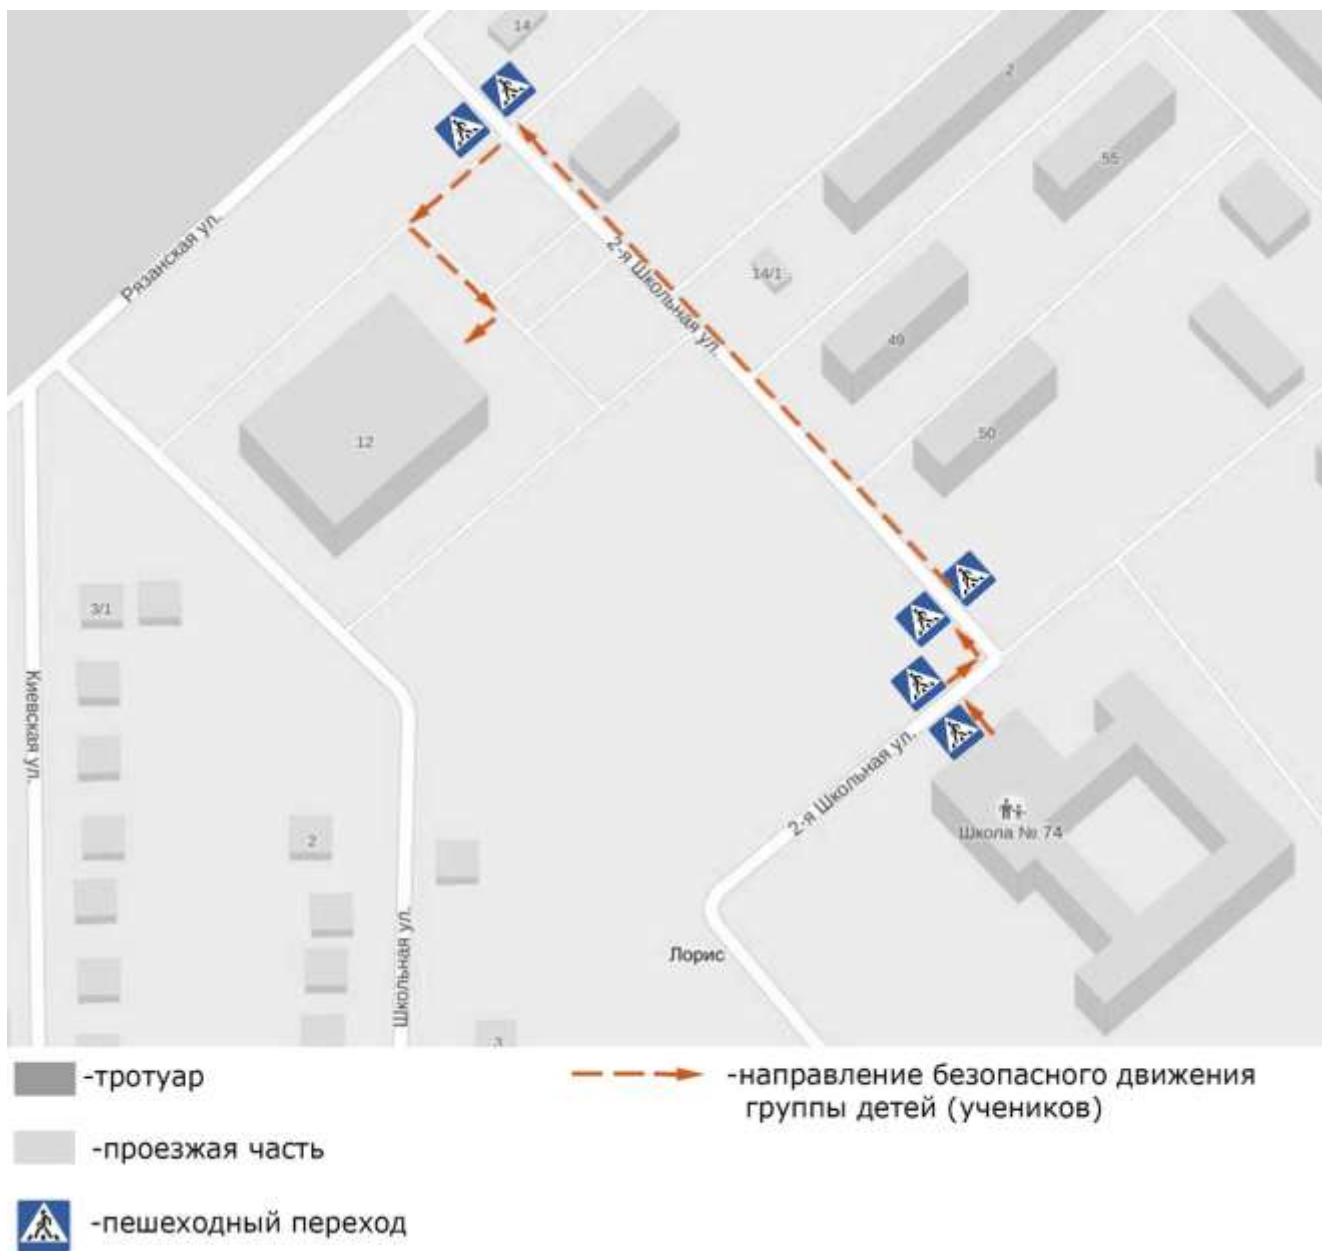 14
2
55
Рязанская ул.
2-я Школьная ул.
14/1
49
50
12
3/1
Киевская ул.
2-я Школьная ул.
Школа № 74
2
Школьная ул.
Лорис
3
-тротуар
-направление безопасного движения
группы детей (учеников)
-проезжая часть
-пешеходный переход